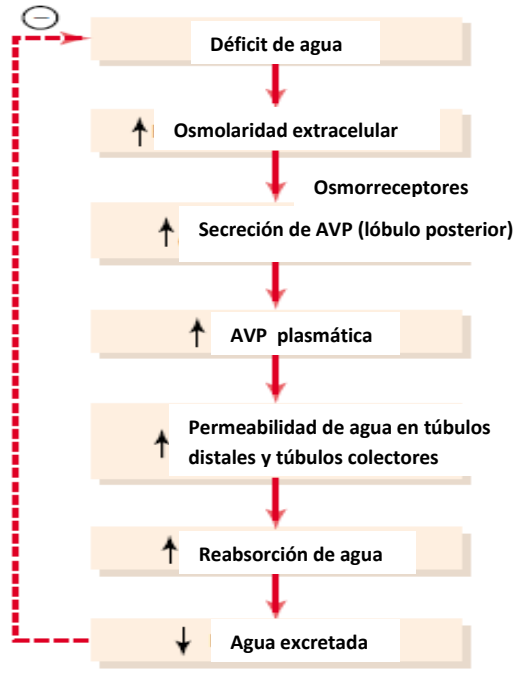 Déficit de agua
↑ Osmolaridad extracelular
Osmorreceptores
↑ Secreción de AVP (lóbulo posterior)
↑ AVP plasmática
↑ Permeabilidad de agua en túbulos
distales y túbulos colectores
↑ Reabsorción de agua
↓ Agua excretada